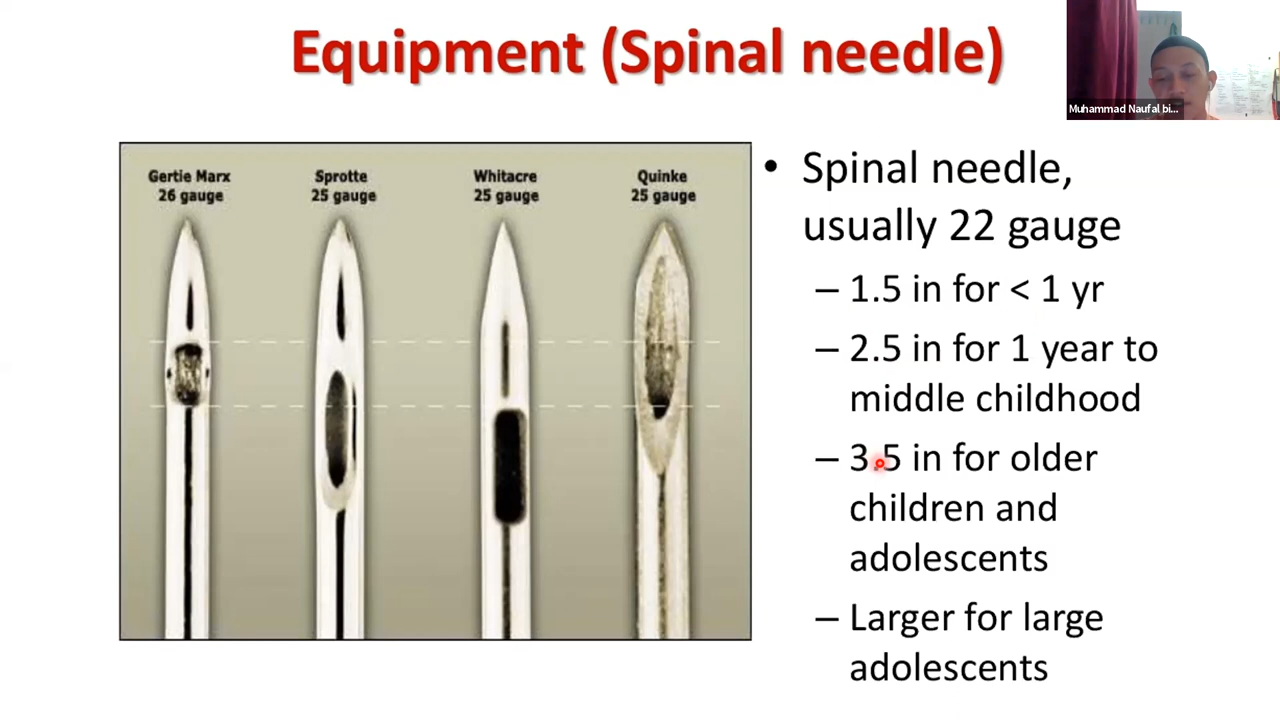 Equipment (Spinal needle)
Muhammad Naufal bi...
Gertie Marx
26 gauge
Sprotte
25 gauge
Whitacre
25 gauge
Quinke
25 gauge
• Spinal needle,
usually 22 gauge
– 1.5 in for < 1 yr
– 2.5 in for 1 year to
middle childhood
– 3.5 in for older
children and
adolescents
– Larger for large
adolescents